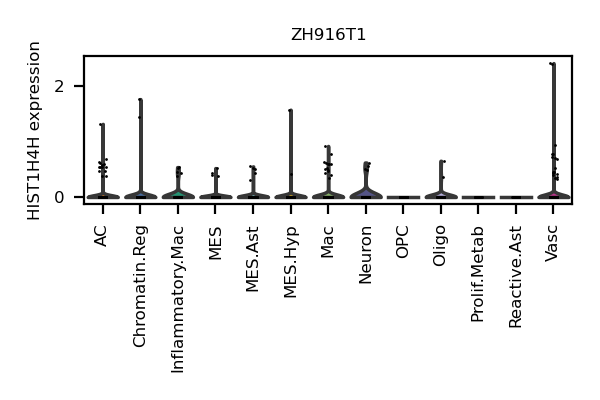 ZH916T1
HIST1H4H expression
2
0
AC
Chromatin.Reg
Inflammatory.Mac
MES
MES.Ast
MES.Hyp
Mac
Neuron
OPC
Oligo
Prolif.Metab
Reactive.Ast
Vasc